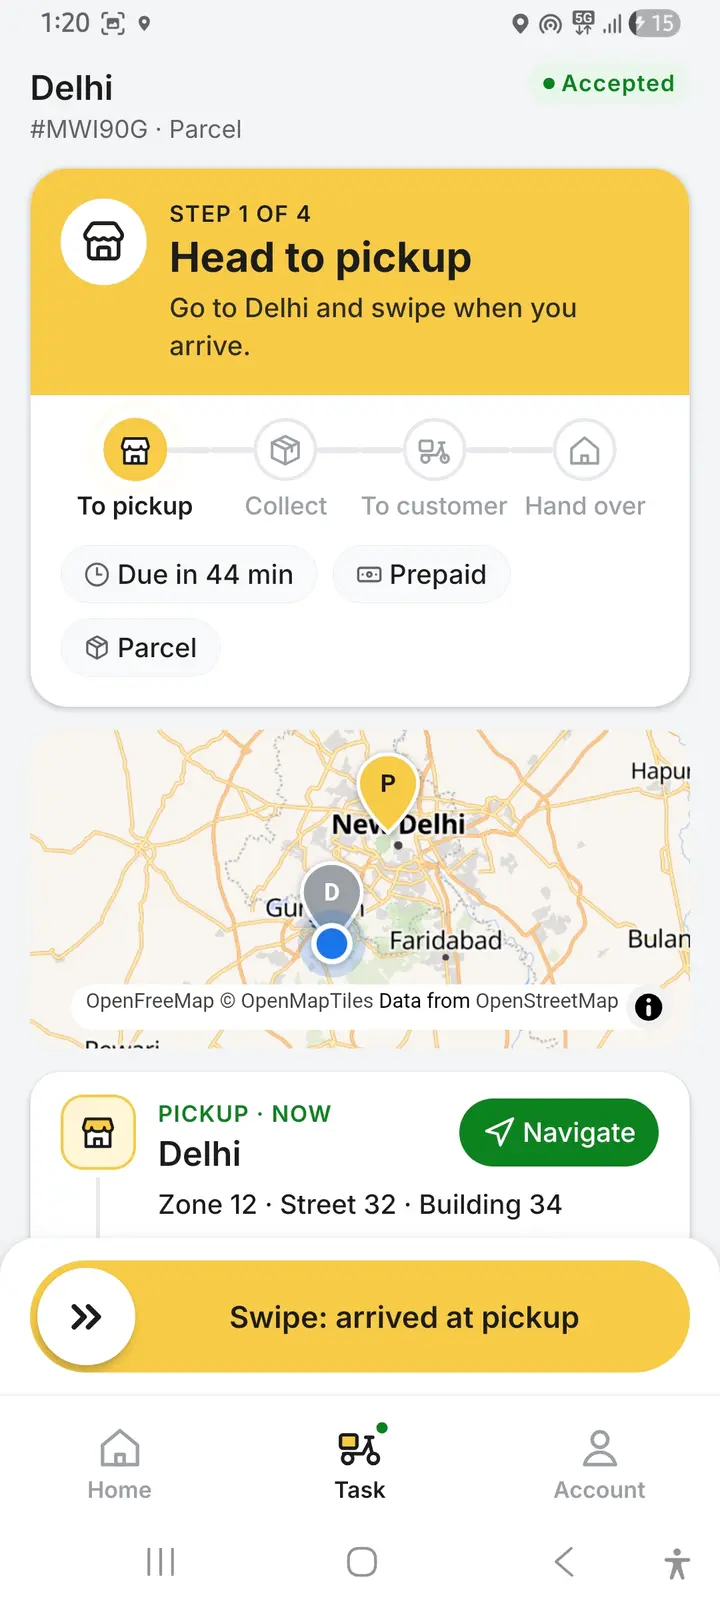 1:20
5G
15
Delhi
Accepted
#MWI90G · Parcel
STEP 1 OF 4
Head to pickup
Go to Delhi and swipe when you
arrive.
To pickup
Collect
To customer
Hand over
Due in 44 min
Prepaid
Parcel
P
Hapur
New Delhi
D
Faridabad
Bulan
OpenFreeMap © OpenMapTiles Data from OpenStreetMap
PICKUP · NOW
Delhi
Navigate
Zone 12 · Street 32 · Building 34
Swipe: arrived at pickup
Home
Task
Account